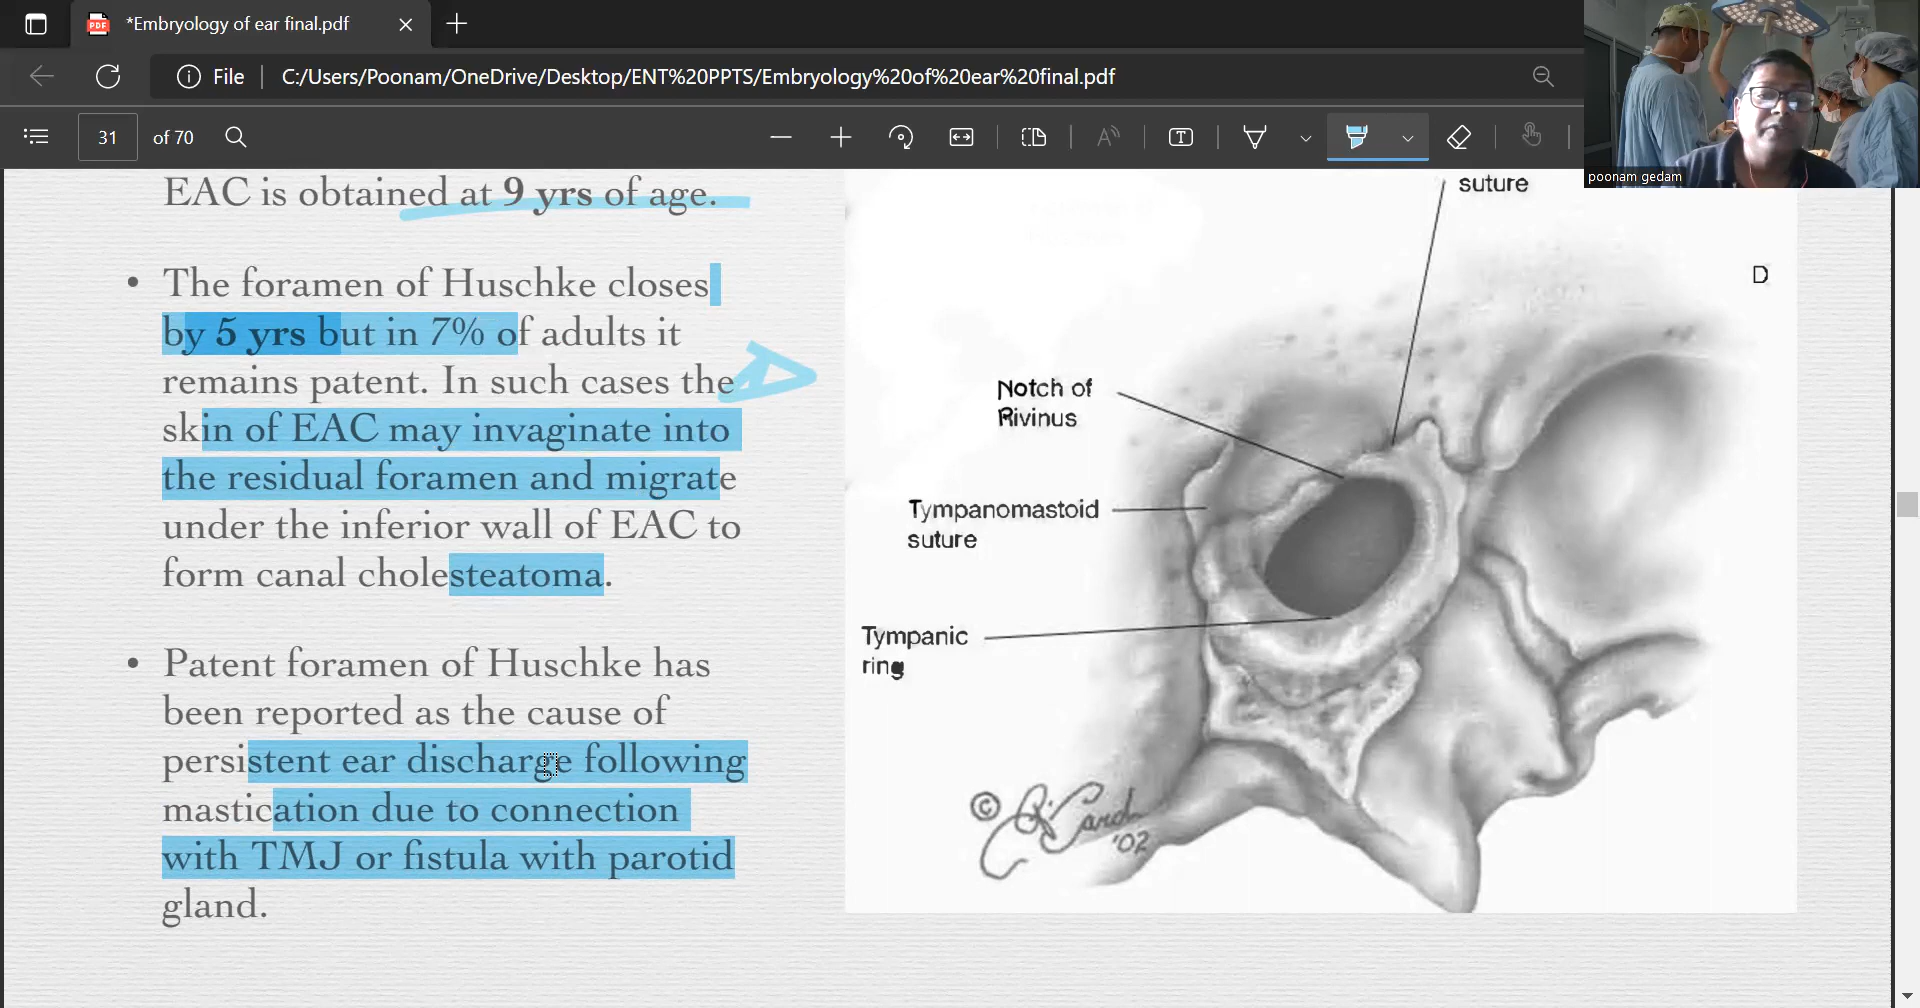 *Embryology of ear final.pdf
File
C:/Users/Poonam/OneDrive/Desktop/ENT%20PPTS/Embryology%20of%20ear%20final.pdf
31 of 70
poonam gedam
EAC is obtained at 9 yrs of age.
• The foramen of Huschke closes
by 5 yrs but in 7% of adults it
remains patent. In such cases the
skin of EAC may invaginate into
the residual foramen and migrate
under the inferior wall of EAC to
form canal cholesteatoma.
• Patent foramen of Huschke has
been reported as the cause of
persistent ear discharge following
mastication due to connection
with TMJ or fistula with parotid
gland.
suture
D
Notch of
Rivinus
Tympanomastoid
suture
Tympanic
ring
©
'02